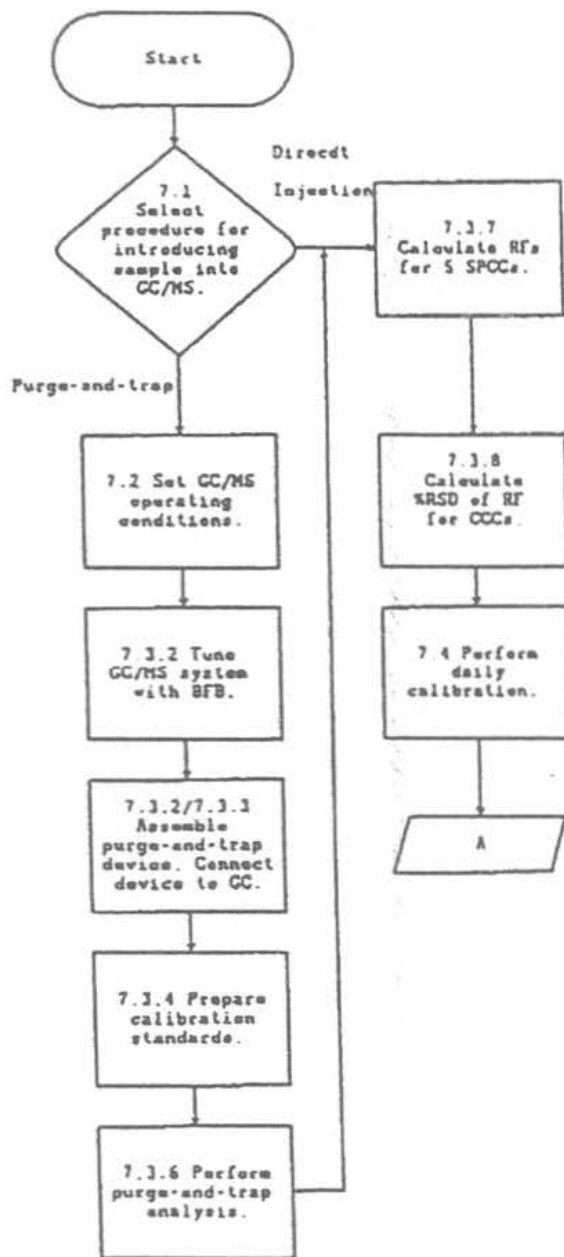 Start
7.1
Select
procedure for
introducing
sample into
GC/MS.
Direcdt
Injection
7.3.7
Calculate RFs
for 5 SPCCs.
Purge-and-trap
7.2 Set GC/MS
operating
conditions.
7.3.8
Calculate
%RSD of RF
for CCCs.
7.3.2 Tune
GC/MS system
with BFB.
7.4 Perform
daily
calibration.
7.3.2/7.3.3
Assemble
purge-and-trap
device. Connect
device to GC.
A
7.3.4 Prepare
calibration
standards.
7.3.6 Perform
purge-and-trap
analysis.